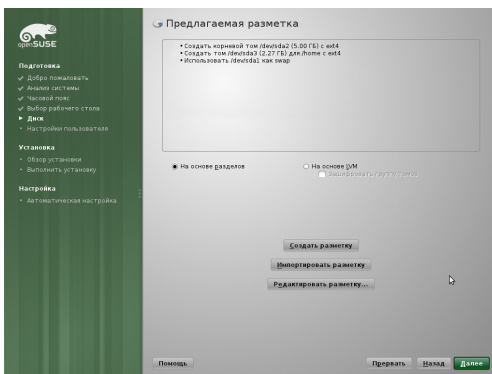 openSUSE
Подготовка
Добро пожаловать
Анализ системы
Часовой пояс
Выбор рабочего стола
Диск
Настройки пользователя
Установка
Обзор установки
Выполнить установку
Настройка
Автоматическая настройка
Предлагаемая разметка
• Создать корневой том /dev/sda2 (5.00 ГБ) с ext4
• Создать том /dev/sda3 (2.27 ГБ) для /home с ext4
• Использовать /dev/sda1 как swap
На основе разделов
На основе LVM
Зашифровать группу томов
Создать разметку
Импортировать разметку
Редактировать разметку...
Помощь
Прервать
Назад
Далее